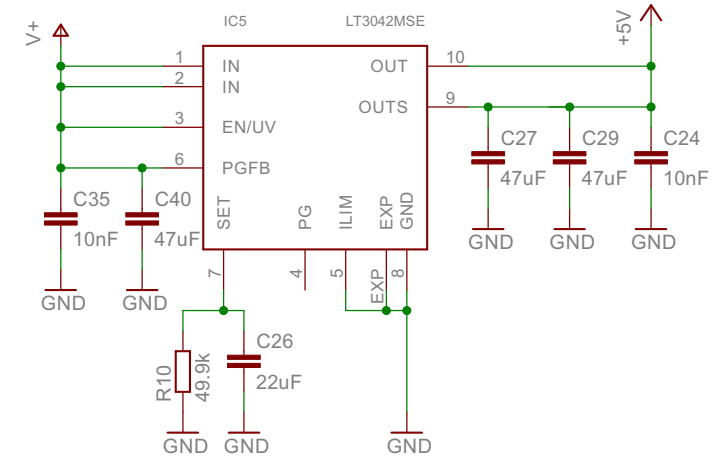 V+
IC5
LT3042MSE
+5V
1
IN
OUT
10
2
IN
3
EN/UV
OUTS
9
6
PGFB
C35
10nF
C40
47uF
SET
PG
ILIM
EXP
GND
C27
47uF
C29
47uF
C24
10nF
GND
GND
GND
7
4
5
EXP
8
GND
GND
R10
49.9k
C26
22uF
GND
GND
GND